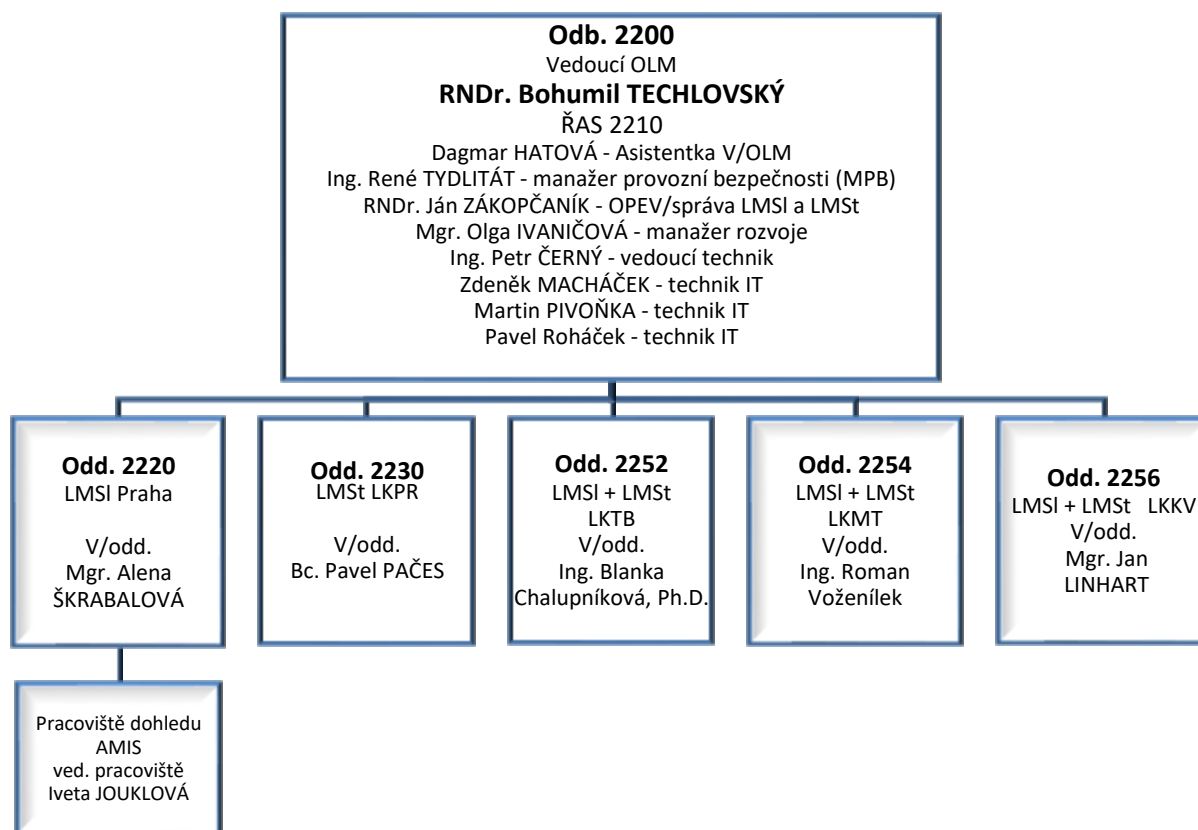 Odb. 2200
Vedoucí OLM
RNDr. Bohumil TECHLOVSKÝ
ŘAS 2210
Dagmar HATOVÁ - Asistentka V/OLM
Ing. René TYDLITÁT - manažer provozní bezpečnosti (MPB)
RNDr. Ján ZÁKOPČANÍK - OPEV/správa LMSl a LMSt
Mgr. Olga IVANIČOVÁ - manažer rozvoje
Ing. Petr ČERNÝ - vedoucí technik
Zdeněk MACHÁČEK - technik IT
Martin PIVOŇKA - technik IT
Pavel Roháček - technik IT
Odd. 2220
LMSl Praha
V/odd.
Mgr. Alena
ŠKRABALOVÁ
Odd. 2230
LMSt LKPR
V/odd.
Bc. Pavel PAČES
Odd. 2252
LMSl + LMSt
LKTB
V/odd.
Ing. Blanka
Chalupníková, Ph.D.
Odd. 2254
LMSl + LMSt
LKMT
V/odd.
Ing. Roman
Voženílek
Odd. 2256
LMSl + LMSt LKKV
V/odd.
Mgr. Jan
LINHART
Pracoviště dohledu
AMIS
ved. pracoviště
Iveta JOUKLOVÁ